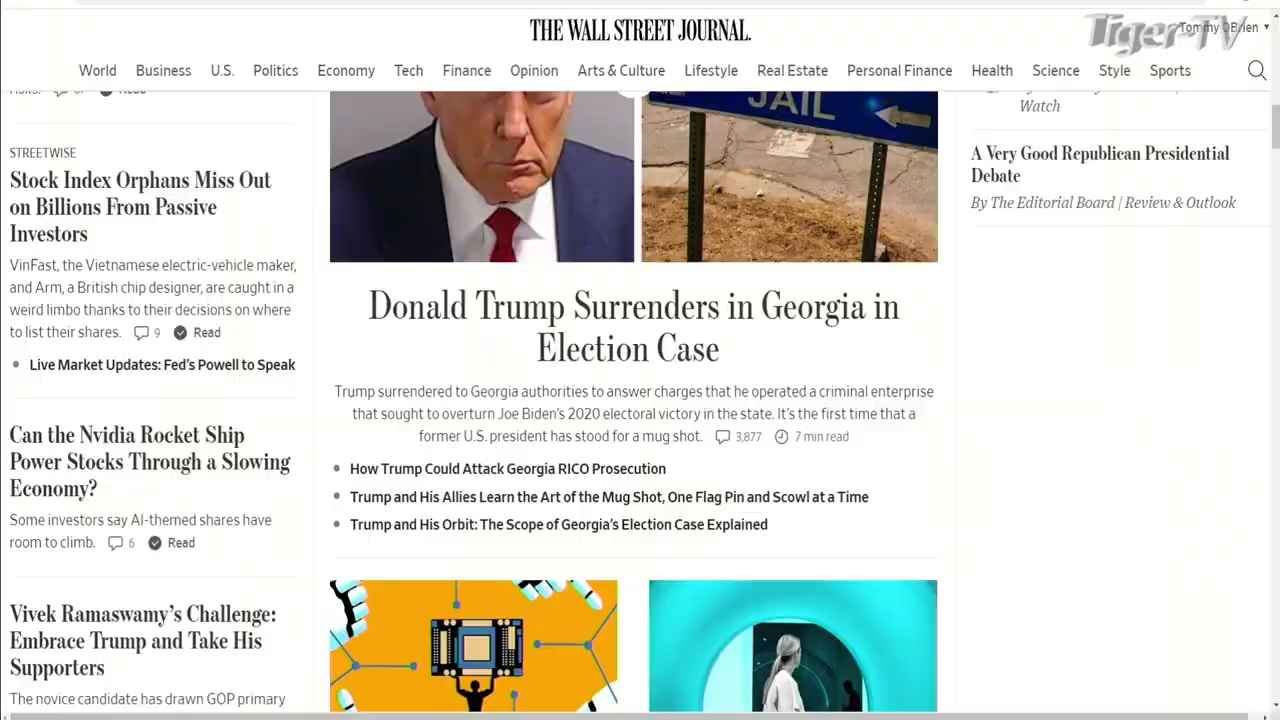 THE WALL STREET JOURNAL.
Tiger-TV
Tommy OBrien
World Business U.S. Politics Economy Tech Finance Opinion Arts & Culture Lifestyle Real Estate Personal Finance Health Science Style Sports
Read
STREETWISE
Stock Index Orphans Miss Out
on Billions From Passive
Investors
VinFast, the Vietnamese electric-vehicle maker,
and Arm, a British chip designer, are caught in a
weird limbo thanks to their decisions on where
to list their shares. 9 Read
Live Market Updates: Fed's Powell to Speak
Can the Nvidia Rocket Ship
Power Stocks Through a Slowing
Economy?
Some investors say AI-themed shares have
room to climb. 6 Read
Vivek Ramaswamy's Challenge:
Embrace Trump and Take His
Supporters
The novice candidate has drawn GOP primary
JAIL
Donald Trump Surrenders in Georgia in
Election Case
Trump surrendered to Georgia authorities to answer charges that he operated a criminal enterprise
that sought to overturn Joe Biden's 2020 electoral victory in the state. It's the first time that a
former U.S. president has stood for a mug shot. 3,877 7 min read
How Trump Could Attack Georgia RICO Prosecution
Trump and His Allies Learn the Art of the Mug Shot, One Flag Pin and Scowl at a Time
Trump and His Orbit: The Scope of Georgia's Election Case Explained
Watch
A Very Good Republican Presidential
Debate
By The Editorial Board | Review & Outlook